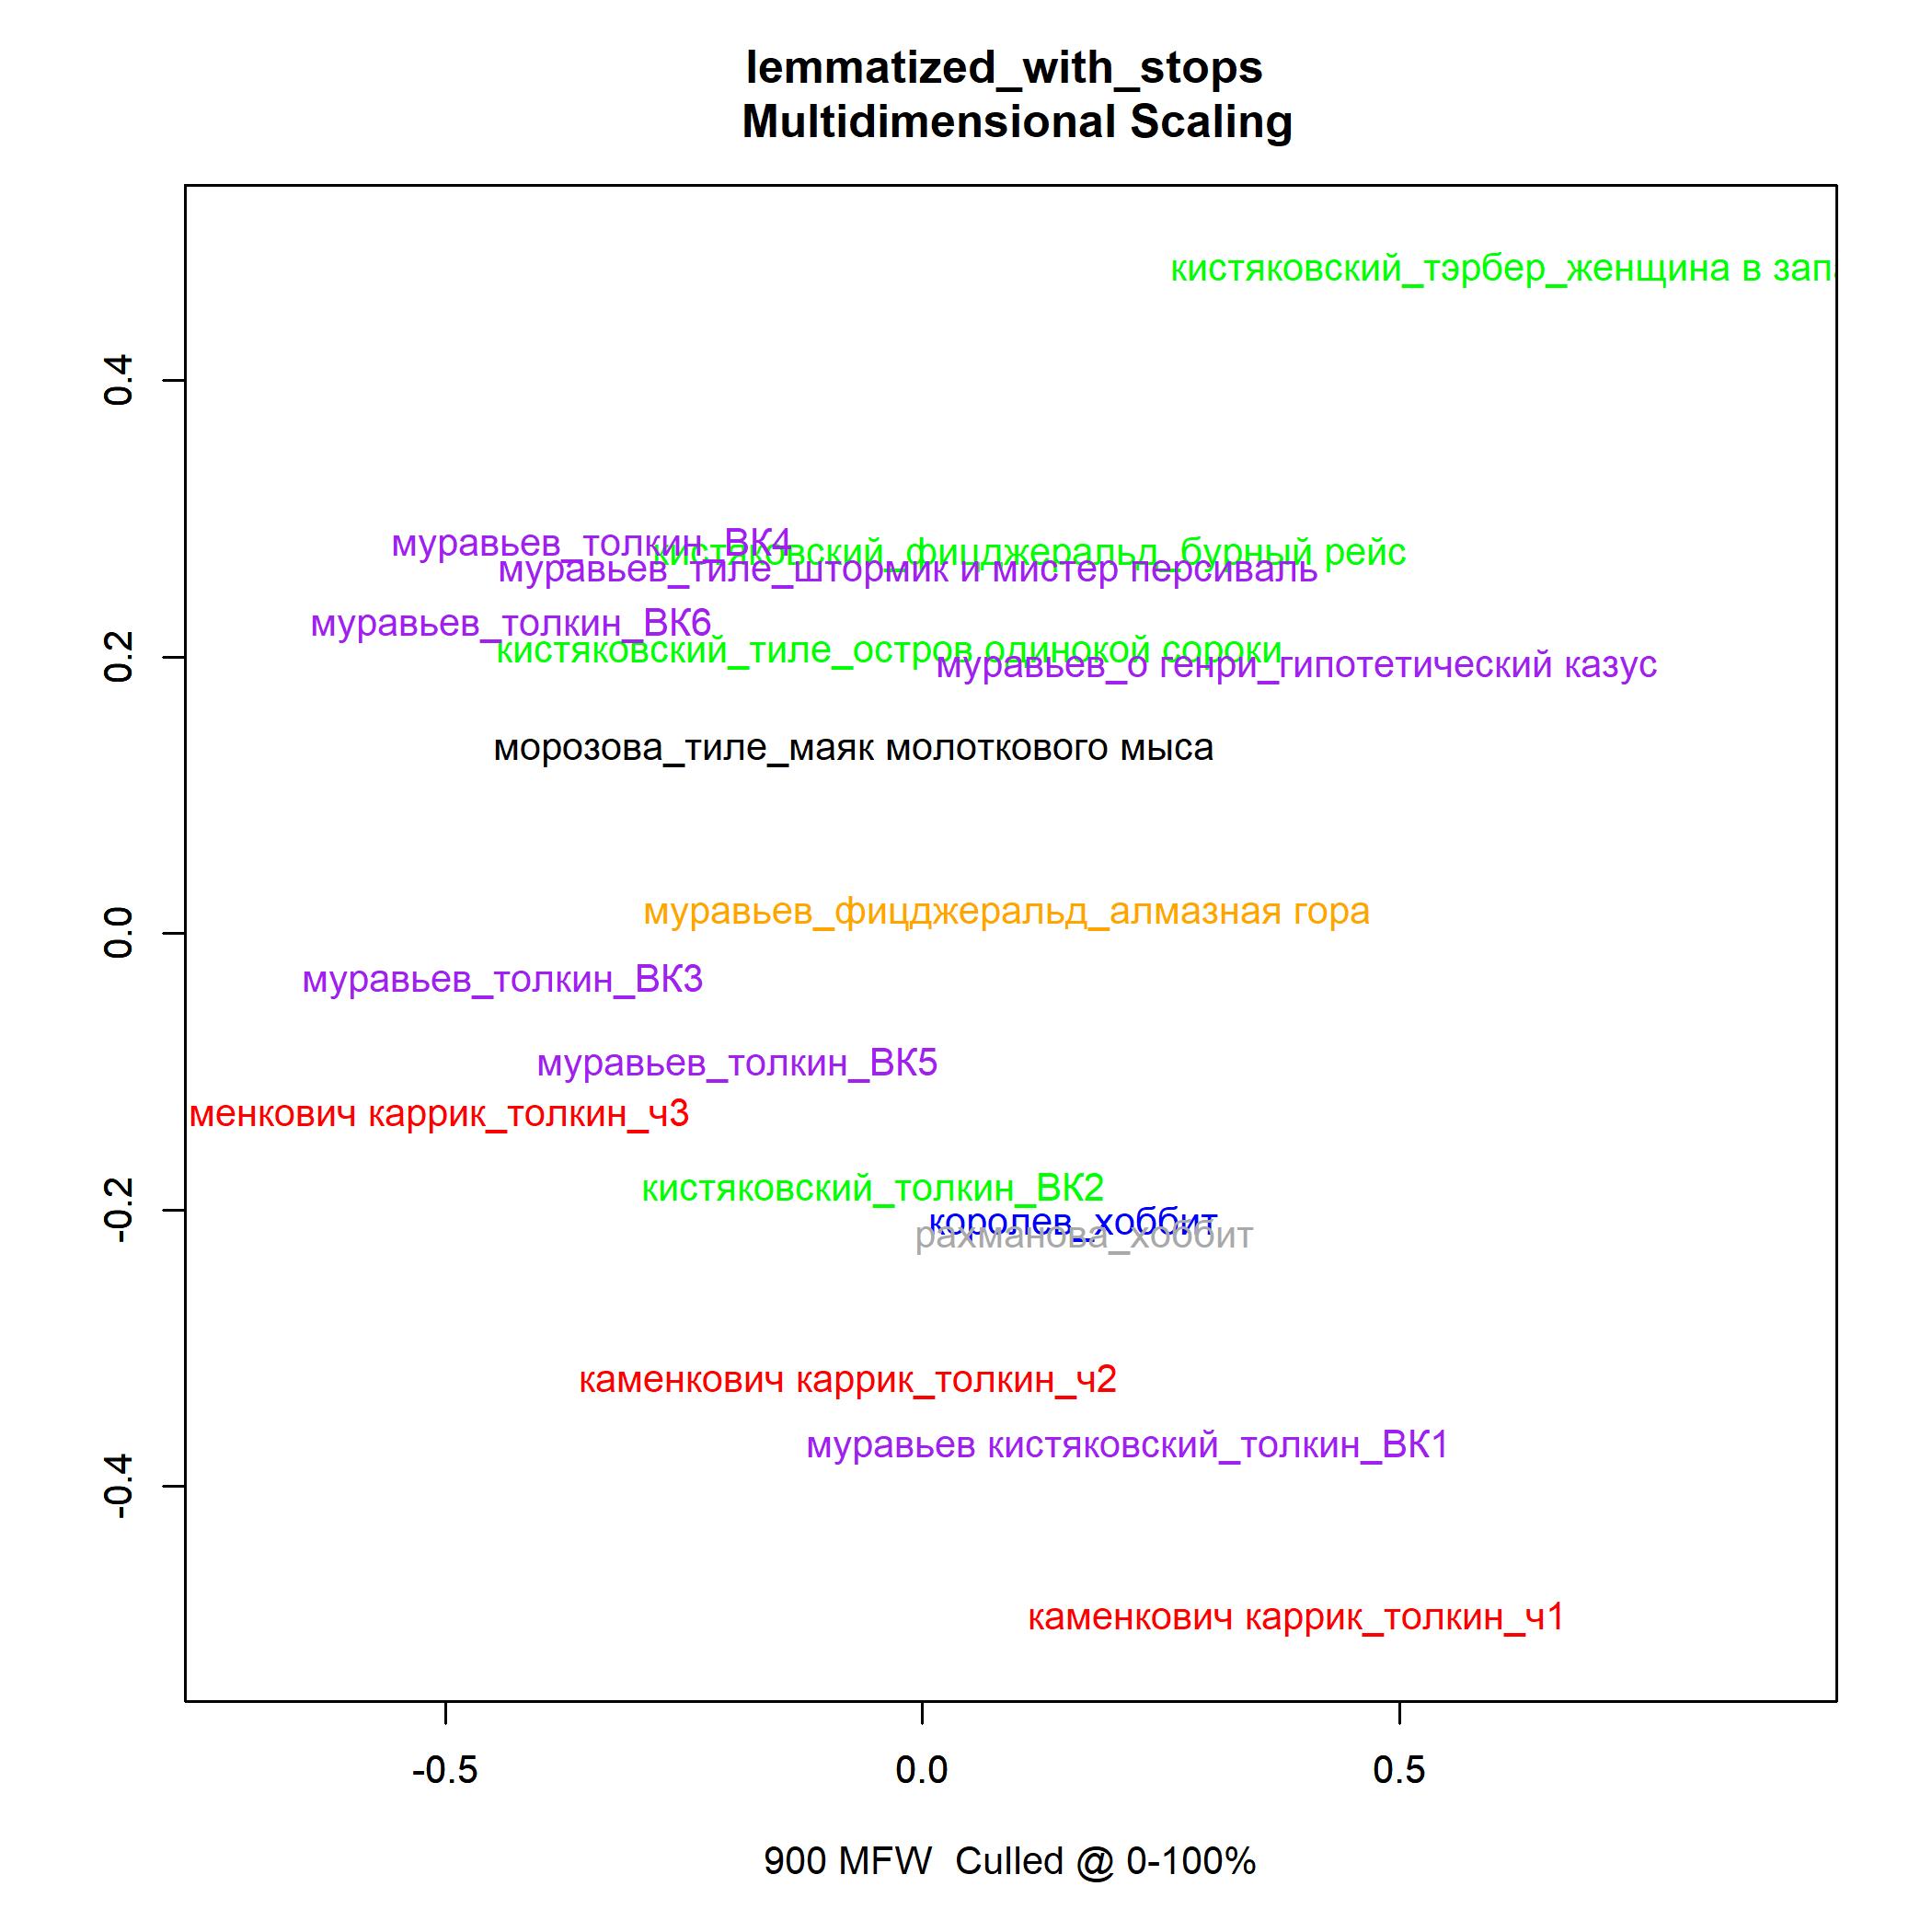 lemmatized_with_stops
Multidimensional Scaling
кистяковский_тэрбер_женщина в зап
0.4
муравьев_толкин_ВК4
кистяковский_фицджеральд_бурный рейс
муравьев_тиле_штормик и мистер персиваль
муравьев_толкин_ВК6
кистяковский_тиле_остров одинокой сороки
0.2
муравьев_о генри_гипотетический казус
морозова_тиле_маяк молоткового мыса
муравьев_фицджеральд_алмазная гора
0.0
муравьев_толкин_ВК3
муравьев_толкин_ВК5
менкович каррик_толкин_ч3
кистяковский_толкин_ВК2
-0.2
королев_хоббит
рахманова_хоббит
каменкович каррик_толкин_ч2
муравьев кистяковский_толкин_ВК1
-0.4
каменкович каррик_толкин_ч1
-0.5 0.0 0.5
900 MFW Culled @ 0-100%